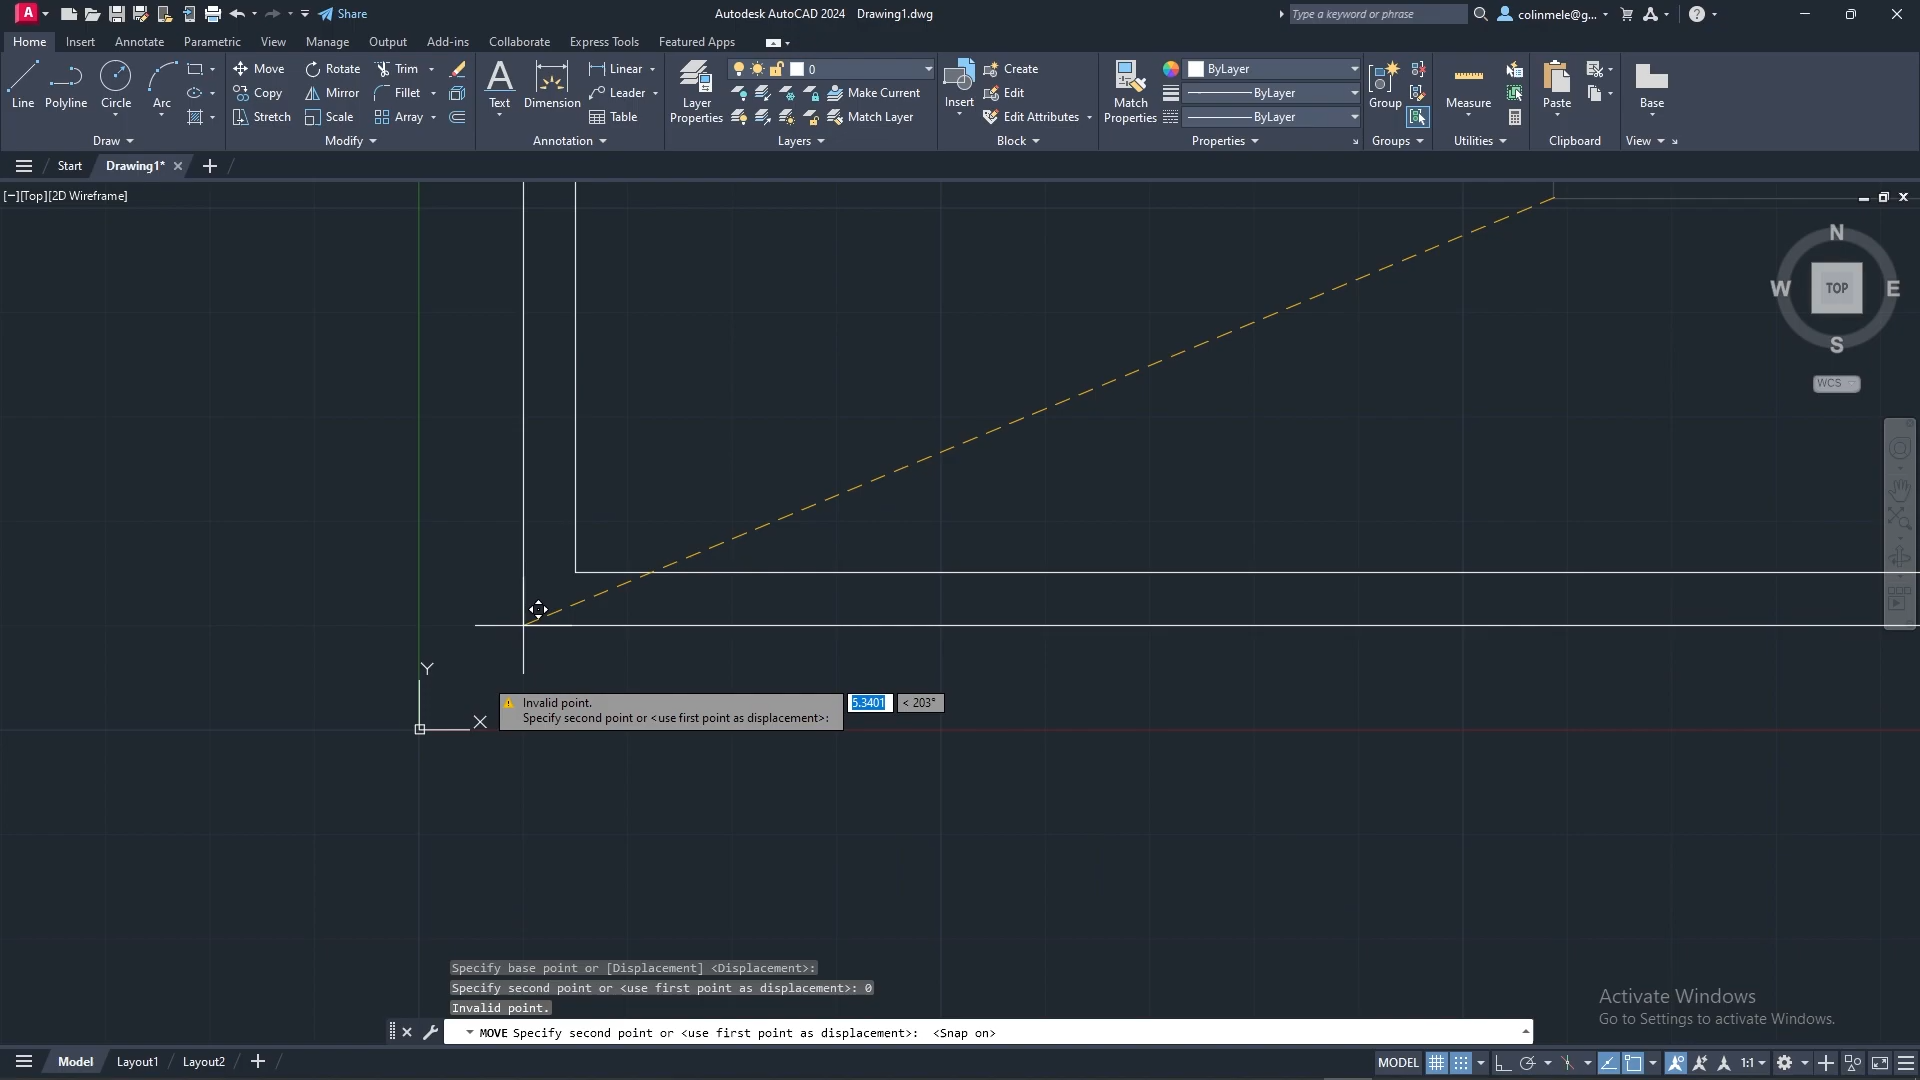 Share
Autodesk AutoCAD 2024 Drawing1.dwg
Type a keyword or phrase
colinmele@g...
Home Insert Annotate Parametric View Manage Output Add-ins Collaborate Express Tools Featured Apps
Line Polyline Circle Arc
Move Rotate Trim
Copy Mirror Fillet
Stretch Scale Array
Text Dimension
Linear
Leader
Table
Layer
Properties
0
Make Current
Match Layer
Insert
Create
Edit
Edit Attributes
Match
Properties
ByLayer
ByLayer
ByLayer
Group
Measure
Paste
Base
Draw Modify Annotation Layers Block Properties Groups Utilities Clipboard View
Start Drawing1*
[−][Top][2D Wireframe]
N
W TOP E
S
WCS
Y
X
Invalid point.
Specify second point or <use first point as displacement>:
5.3401 < 203°
Specify base point or [Displacement] <Displacement>:
Specify second point or <use first point as displacement>: 0
Invalid point.
MOVE Specify second point or <use first point as displacement>: <Snap on>
Activate Windows
Go to Settings to activate Windows.
Model Layout1 Layout2
MODEL 1:1